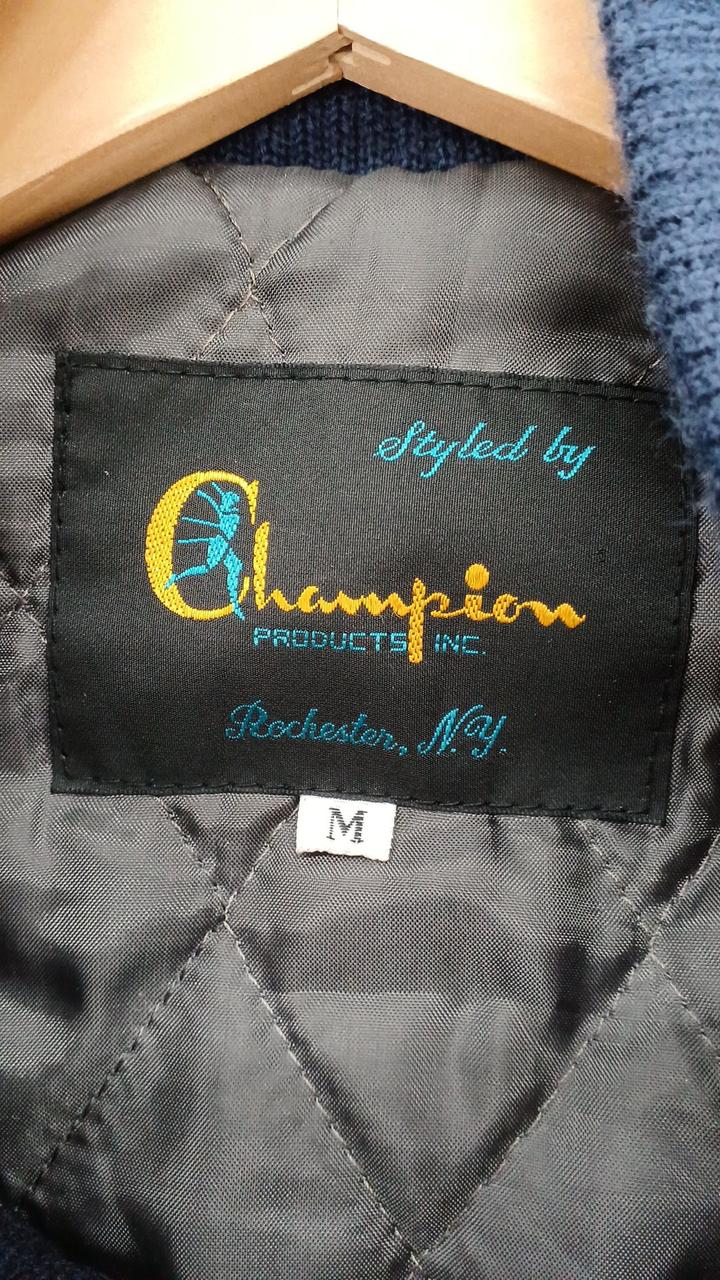 Styled by
Champion
PRODUCTS INC.
Rochester, N.Y.
M